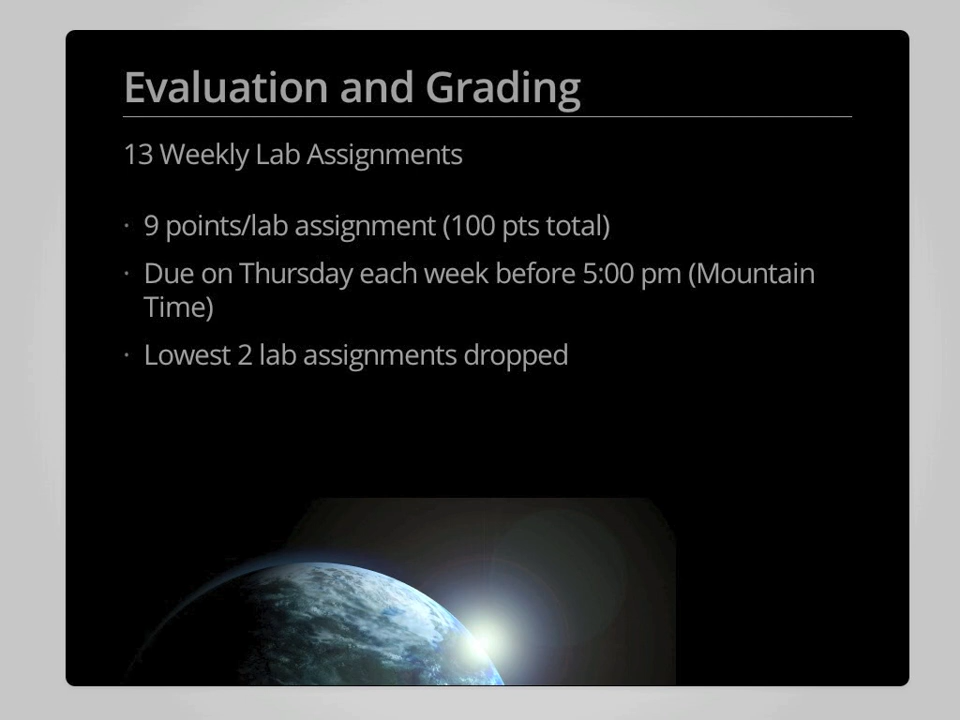 Evaluation and Grading
13 Weekly Lab Assignments
· 9 points/lab assignment (100 pts total)
· Due on Thursday each week before 5:00 pm (Mountain
Time)
· Lowest 2 lab assignments dropped